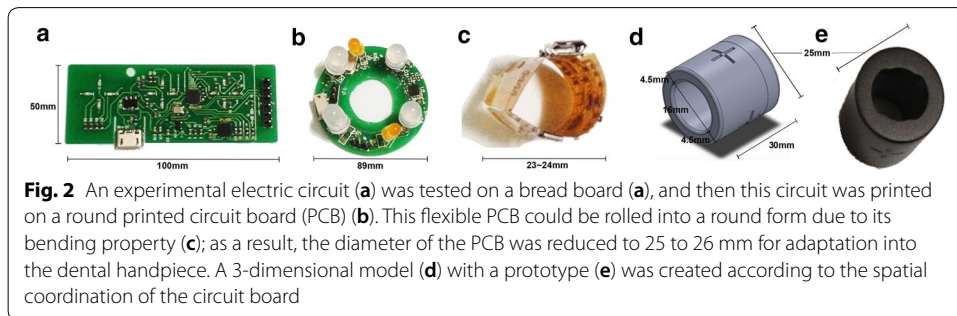 a
b
c
d
e
50mm
100mm
89mm
23~24mm
4.5mm
16mm
4.5mm
25mm
30mm
Fig. 2 An experimental electric circuit (a) was tested on a bread board (a), and then this circuit was printed
on a round printed circuit board (PCB) (b). This flexible PCB could be rolled into a round form due to its
bending property (c); as a result, the diameter of the PCB was reduced to 25 to 26 mm for adaptation into
the dental handpiece. A 3-dimensional model (d) with a prototype (e) was created according to the spatial
coordination of the circuit board